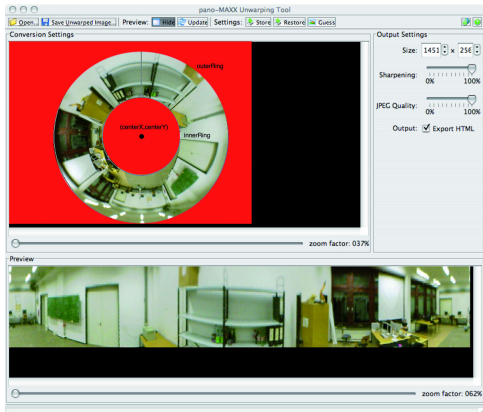 pano-MAXX Unwarping Tool
Open... Save Unwarped Image... Preview: Hide Update Settings: Store Restore Guess
Conversion Settings
outerRing
(centerX,centerY)
innerRing
zoom factor: 037%
Output Settings
Size: 1451 x 256
Sharpening:
0% 100%
JPEG Quality:
0% 100%
Output: Export HTML
Preview
zoom factor: 062%